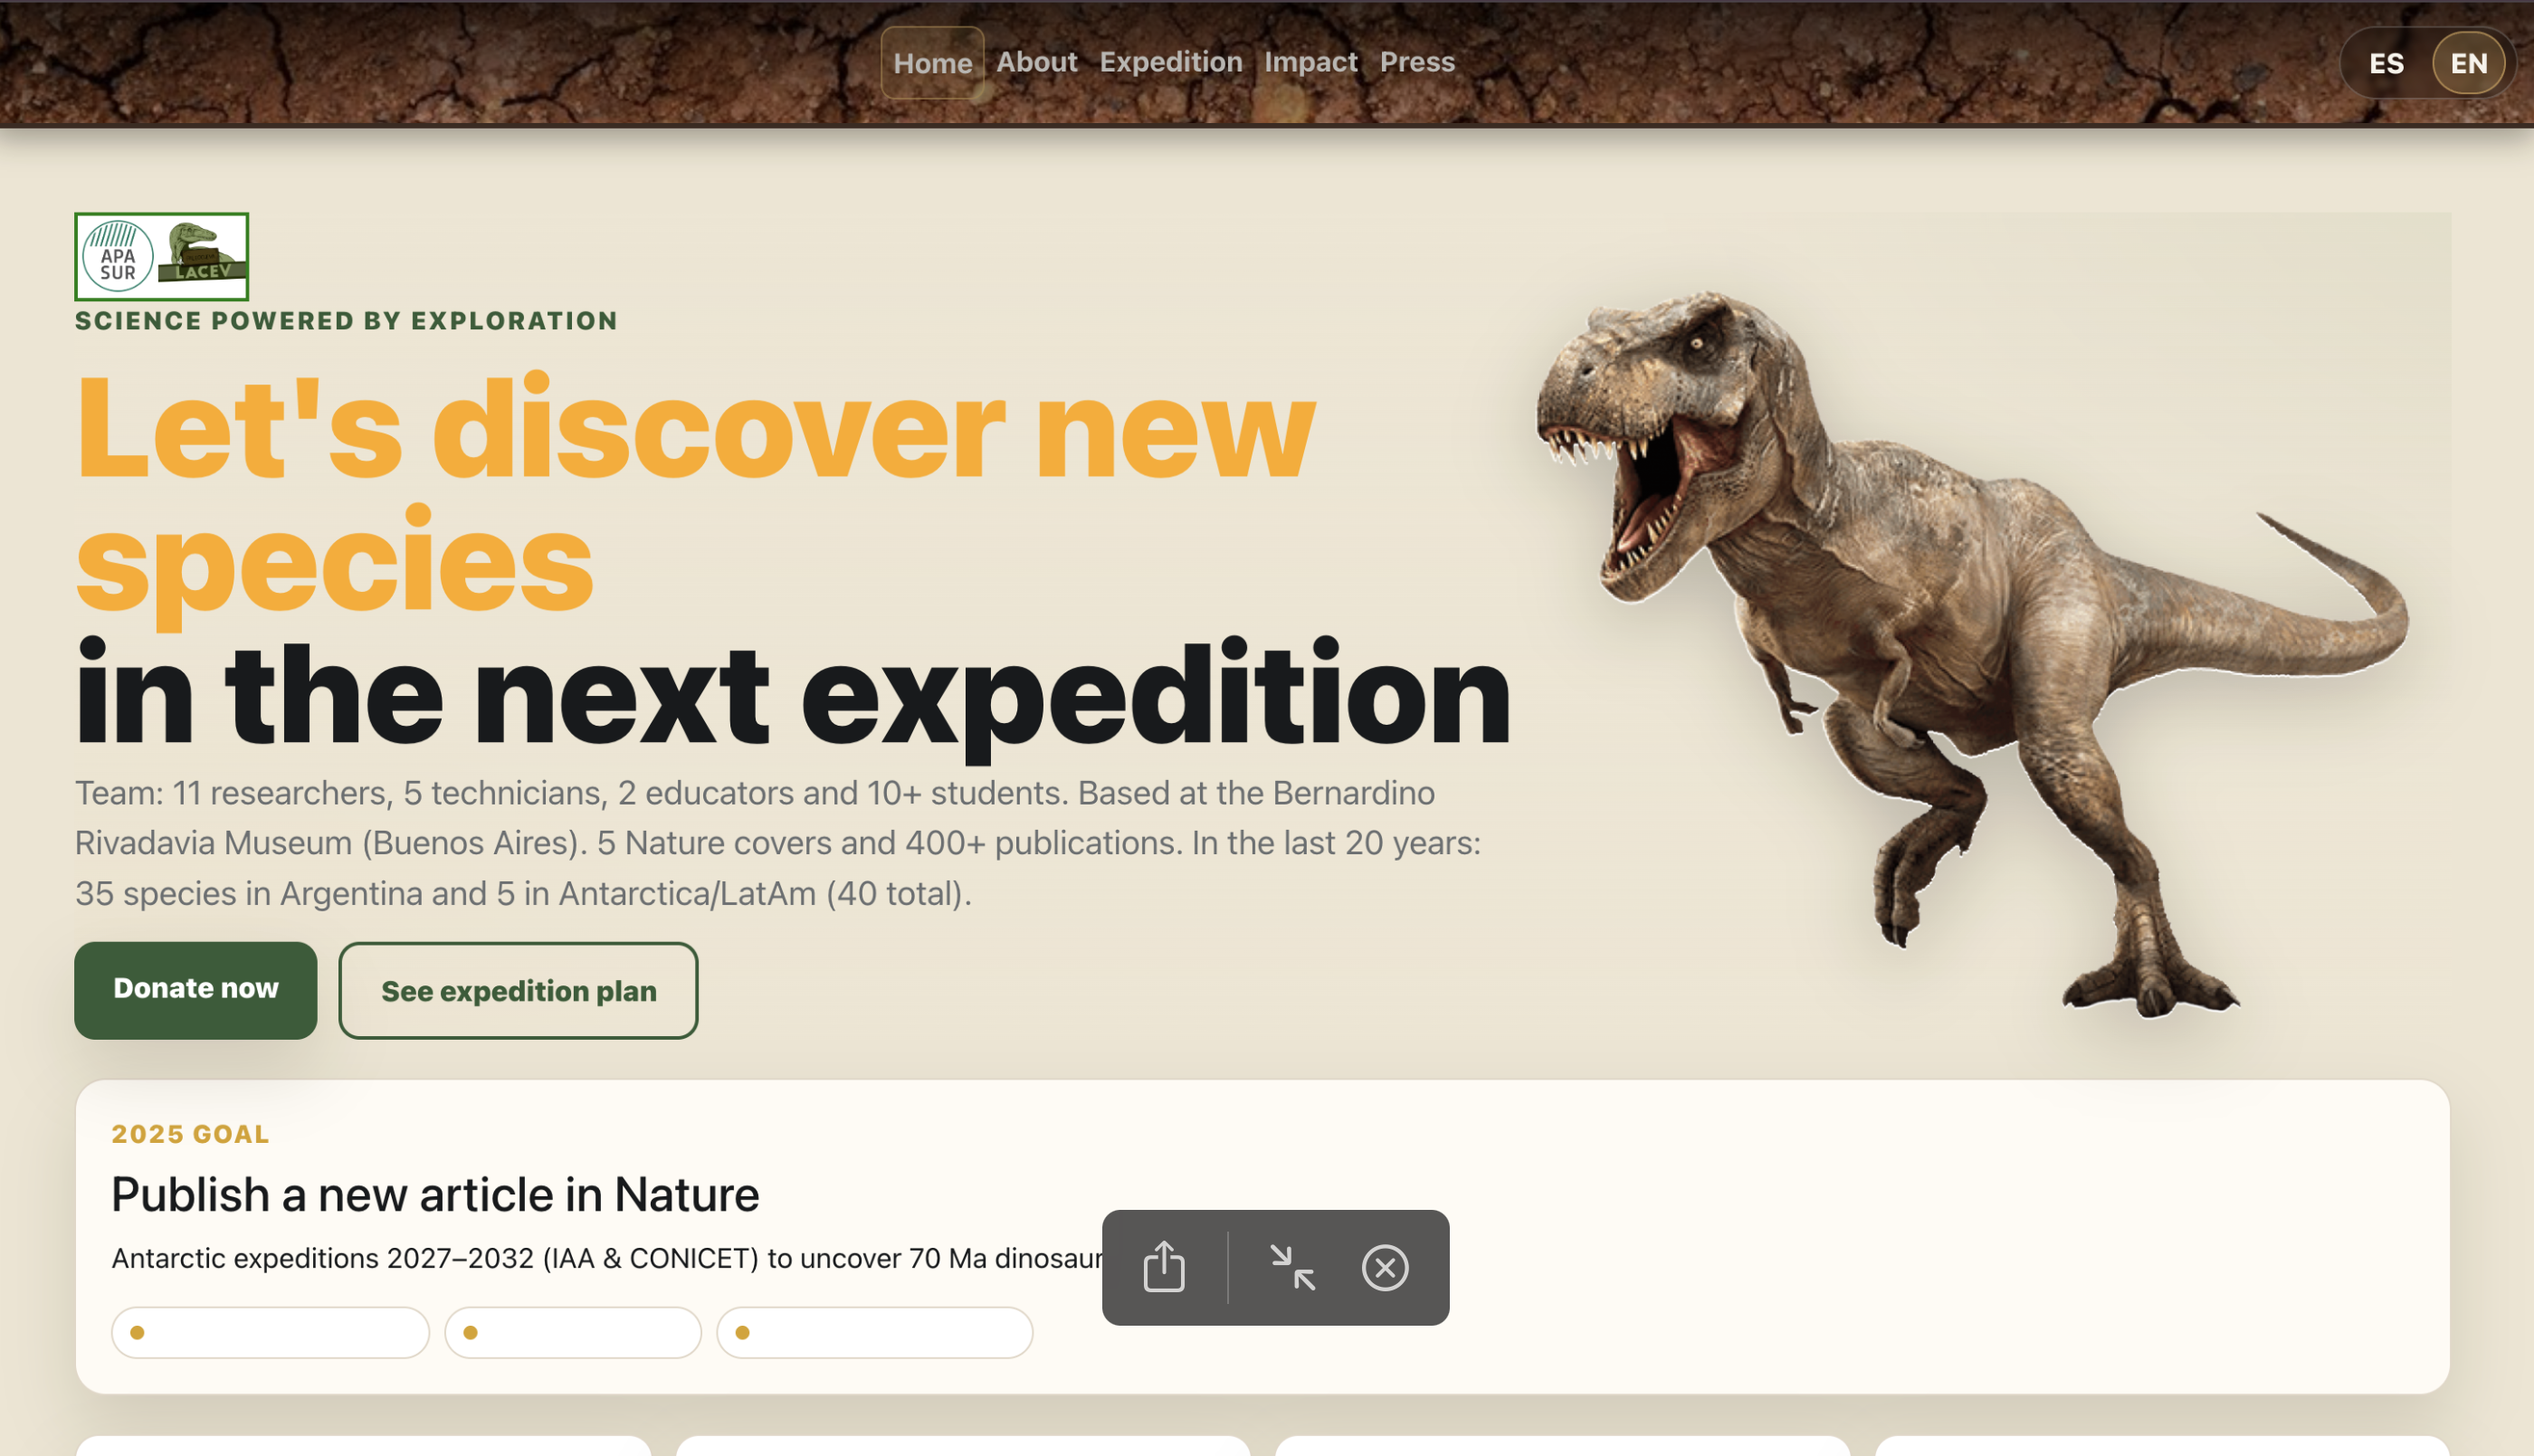 Home About Expedition Impact Press
ES EN
APA
SUR
LACEV
SCIENCE POWERED BY EXPLORATION
Let's discover new
species
in the next expedition
Team: 11 researchers, 5 technicians, 2 educators and 10+ students. Based at the Bernardino
Rivadavia Museum (Buenos Aires). 5 Nature covers and 400+ publications. In the last 20 years:
35 species in Argentina and 5 in Antarctica/LatAm (40 total).
Donate now
See expedition plan
2025 GOAL
Publish a new article in Nature
Antarctic expeditions 2027–2032 (IAA & CONICET) to uncover 70 Ma dinosaur